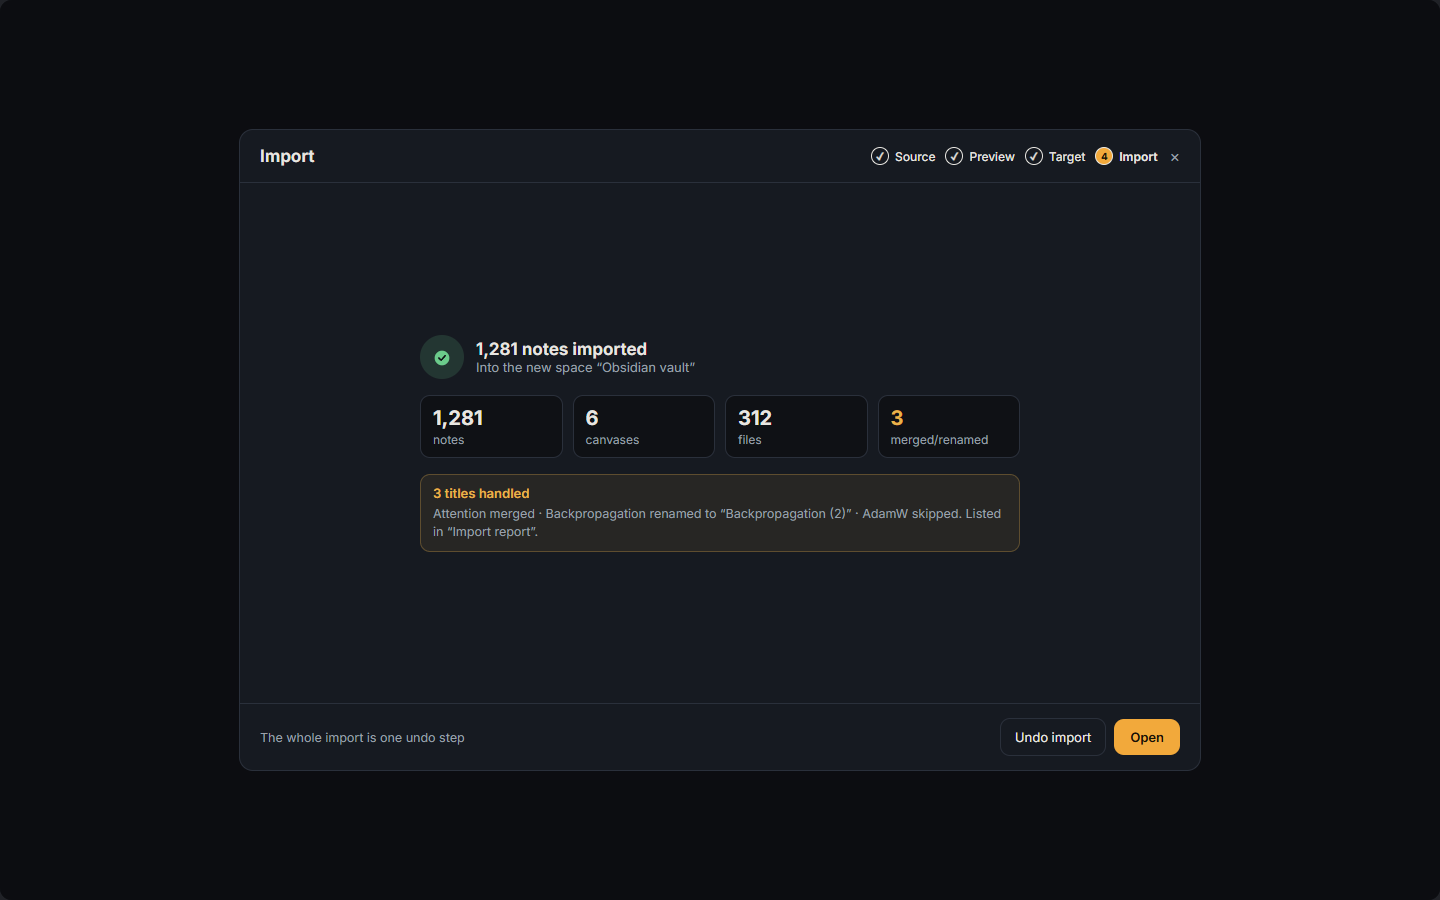 Import
Source
Preview
Target
4 Import ×
1,281 notes imported
Into the new space “Obsidian vault”
1,281
notes
6
canvases
312
files
3
merged/renamed
3 titles handled
Attention merged · Backpropagation renamed to “Backpropagation (2)” · AdamW skipped. Listed
in “Import report”.
The whole import is one undo step
Undo import
Open